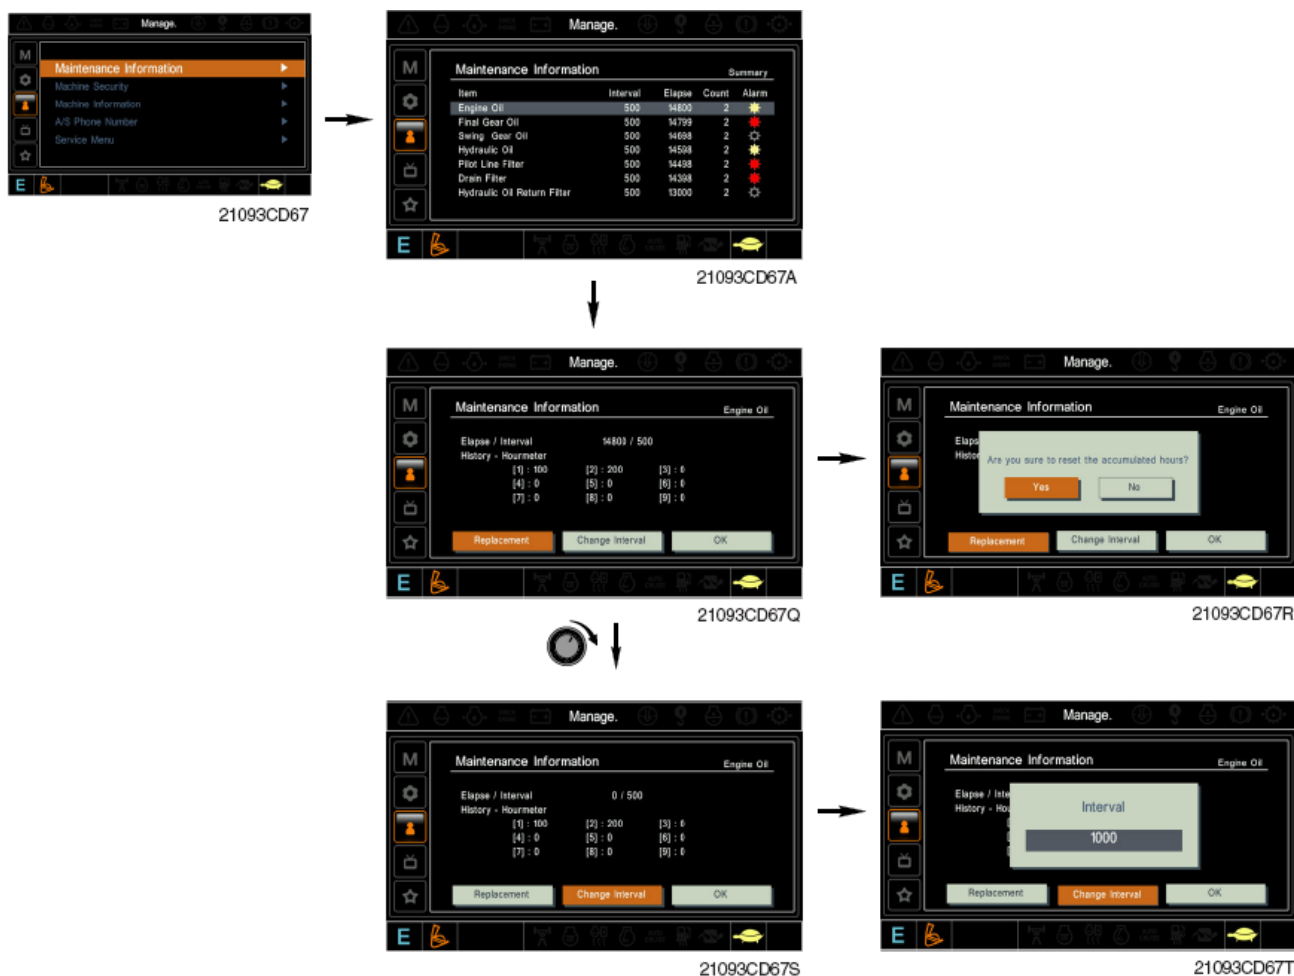 Manage.
M
Maintenance Information
Machine Security
Machine Information
A/S Phone Number
Service Menu
E
21093CD67
Manage.
M
Maintenance Information Summary
Item Interval Elapse Count Alarm
Engine Oil 500 14800 2
Final Gear Oil 500 14799 2
Swing Gear Oil 500 14698 2
Hydraulic Oil 500 14598 2
Pilot Line Filter 500 14498 2
Drain Filter 500 14398 2
Hydraulic Oil Return Filter 500 13000 2
E
21093CD67A
Manage.
M
Maintenance Information Engine Oil
Elapse / Interval 14800 / 500
History - Hourmeter
[1] : 100 [2] : 200 [3] : 0
[4] : 0 [5] : 0 [6] : 0
[7] : 0 [8] : 0 [9] : 0
Replacement Change Interval OK
E
21093CD67Q
Manage.
M
Maintenance Information Engine Oil
Elaps
Histor
Are you sure to reset the accumulated hours?
Yes No
Replacement Change Interval OK
E
21093CD67R
Manage.
M
Maintenance Information Engine Oil
Elapse / Interval 0 / 500
History - Hourmeter
[1] : 100 [2] : 200 [3] : 0
[4] : 0 [5] : 0 [6] : 0
[7] : 0 [8] : 0 [9] : 0
Replacement Change Interval OK
E
21093CD67S
Manage.
M
Maintenance Information Engine Oil
Elapse / Inte
History - Hou
Interval
1000
Replacement Change Interval OK
E
21093CD67T